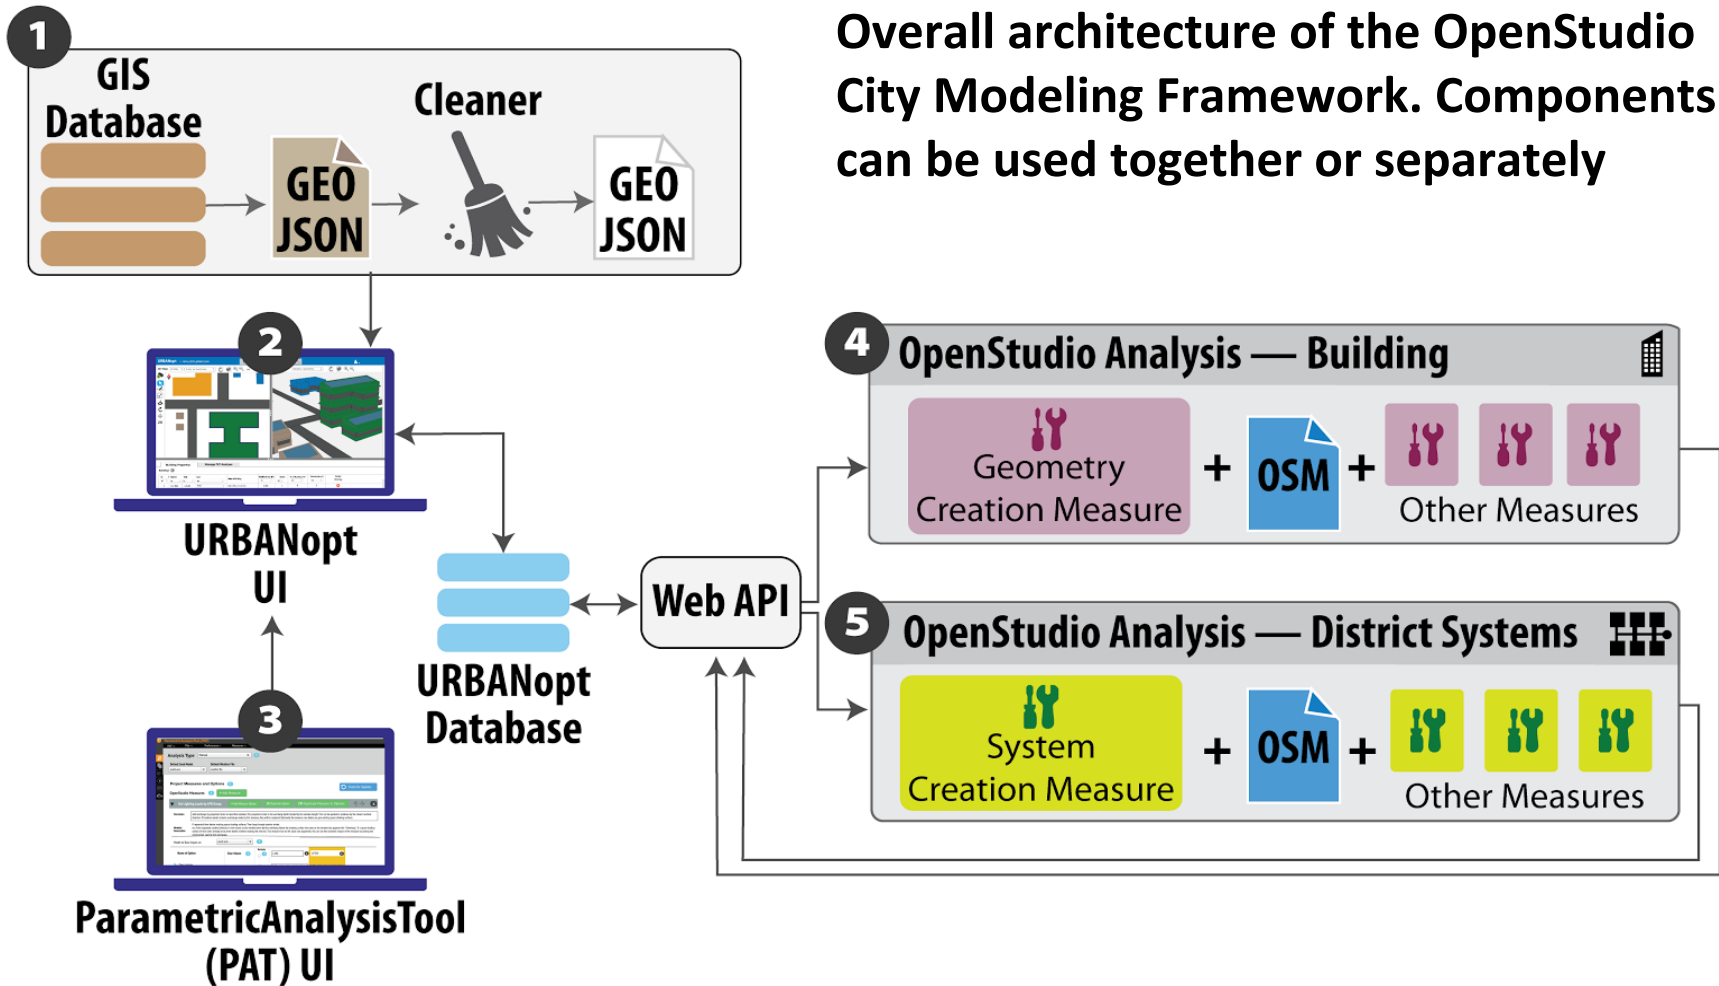 Overall architecture of the OpenStudio
City Modeling Framework. Components
can be used together or separately
1
GIS
Database
GEO
JSON
Cleaner
GEO
JSON
2
URBANopt
UI
3
ParametricAnalysisTool
(PAT) UI
URBANopt
Database
Web API
4
OpenStudio Analysis — Building
Geometry
Creation Measure
+
OSM
+
Other Measures
5
OpenStudio Analysis — District Systems
System
Creation Measure
+
OSM
+
Other Measures